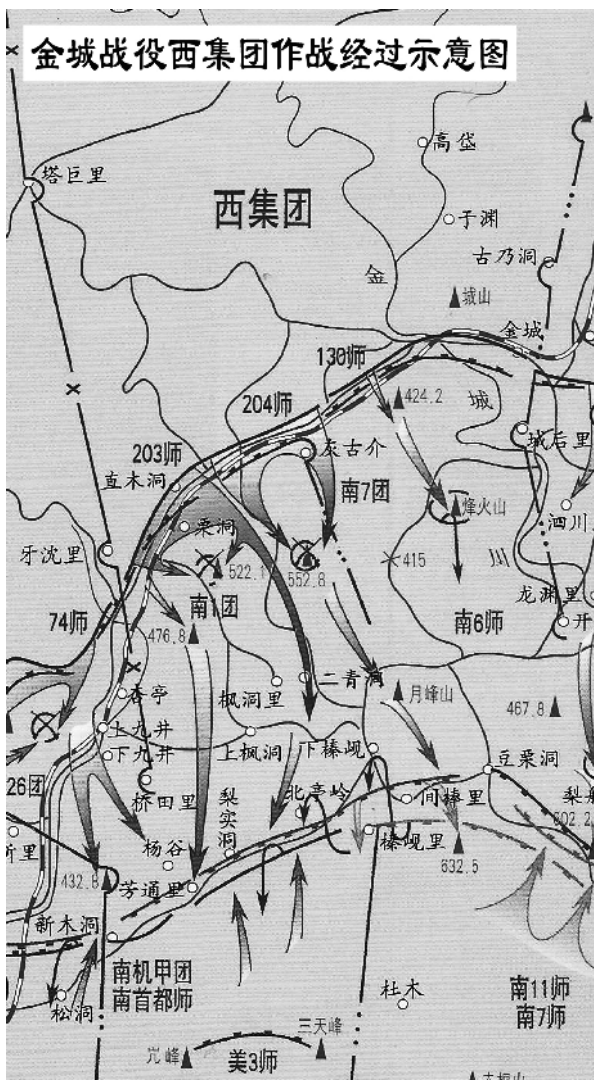 金城战役西集团作战经过示意图
高岱
塔巨里
西集团
于渊
古乃洞
金
城山
金城
130师
424.2
城
204师
城后里
203师
灰古介
直木洞
南7团
烽火山
泗川
栗洞
牙沈里
415
川
522.1
552.8
龙渊里
74师
南1团
南6师
开
476.8
二青洞
杏亭
枫洞里
月峰山
467.8
上九井
下九井
上枫洞
下榛岘
豆栗洞
26团
桥田里
梨实洞
北亭岭
间榛里
梨船
602.2
榛岘里
杨谷
632.5
432.8
芳通里
新木洞
南机甲团
南首都师
杜木
南11师
南7师
松洞
三天峰
美3师